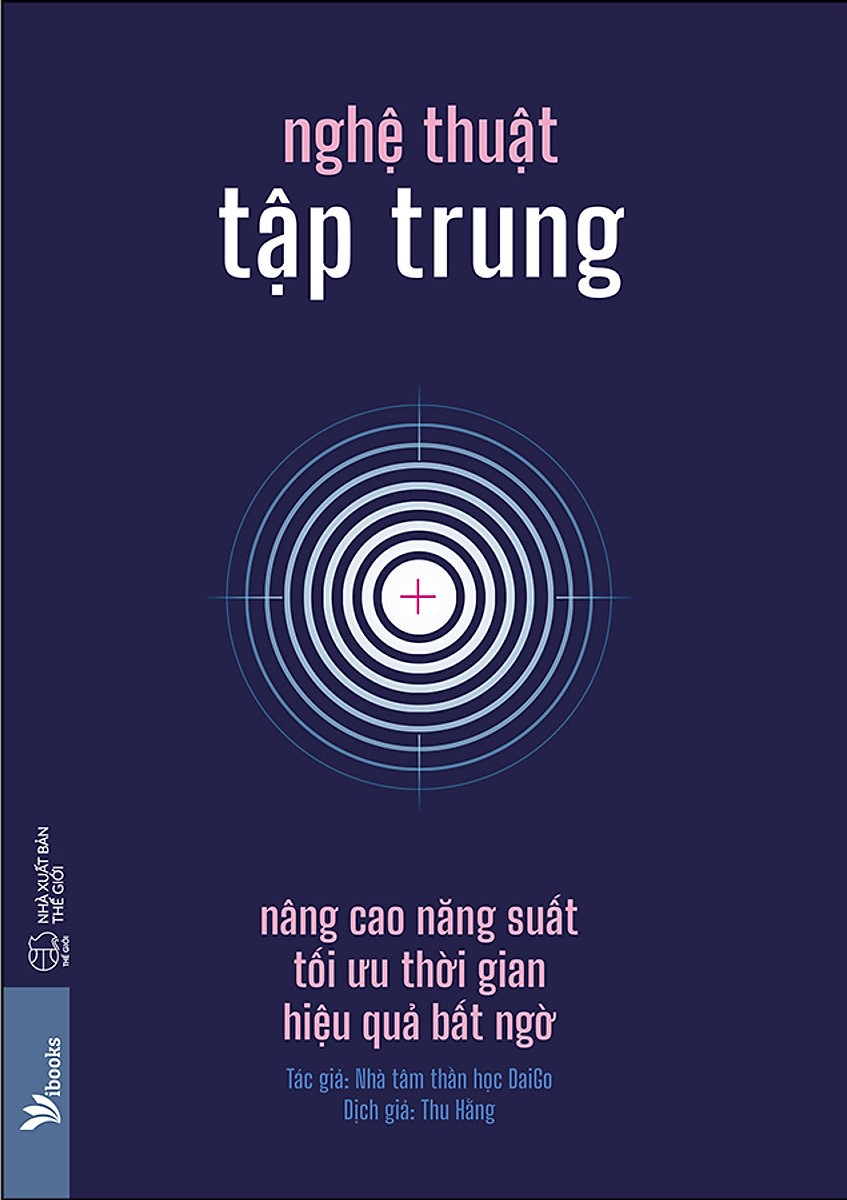 nghệ thuật
tập trung
nâng cao năng suất
tối ưu thời gian
hiệu quả bất ngờ
Tác giả: Nhà tâm thần học DaiGo
Dịch giả: Thu Hằng
NHÀ XUẤT BẢN
THẾ GIỚI
THẾ GIỚI
ibooks